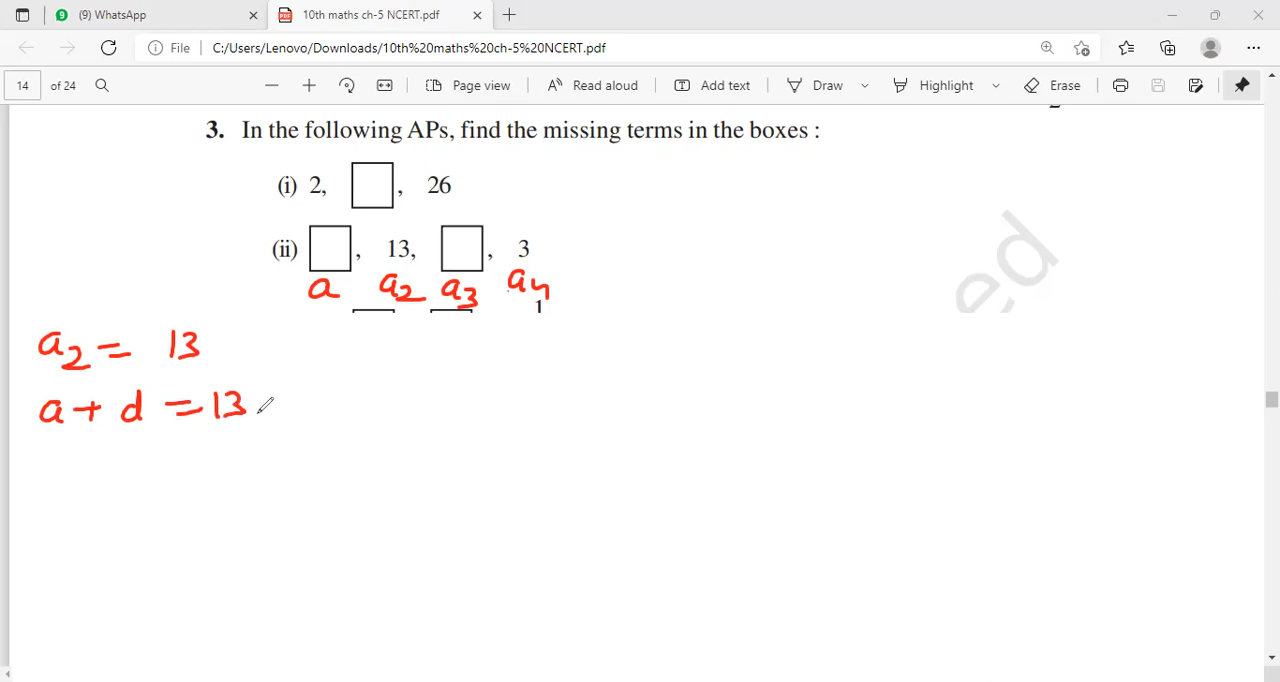 (9) WhatsApp
10th maths ch-5 NCERT.pdf
File C:/Users/Lenovo/Downloads/10th%20maths%20ch-5%20NCERT.pdf
14 of 24 Page view Read aloud Add text Draw Highlight Erase
3. In the following APs, find the missing terms in the boxes :
(i) 2, , 26
(ii) , 13, , 3
a a2 a3 a4
1
a2 = 13
a + d = 13
ed